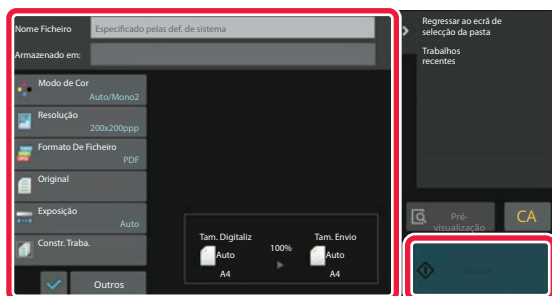 Nome Ficheiro
Especificado pelas def. de sistema
Armazenado em:
Modo de Cor
Auto/Mono2
Resolução
200x200ppp
Formato De Ficheiro
PDF
Original
Exposição
Auto
Constr. Traba.
Outros
Tam. Digitaliz
100%
Tam. Envio
Auto
Auto
A4
A4
Regressar ao ecrã de
selecção da pasta
Trabalhos
recentes
Pré-
visualização
CA
Iniciar